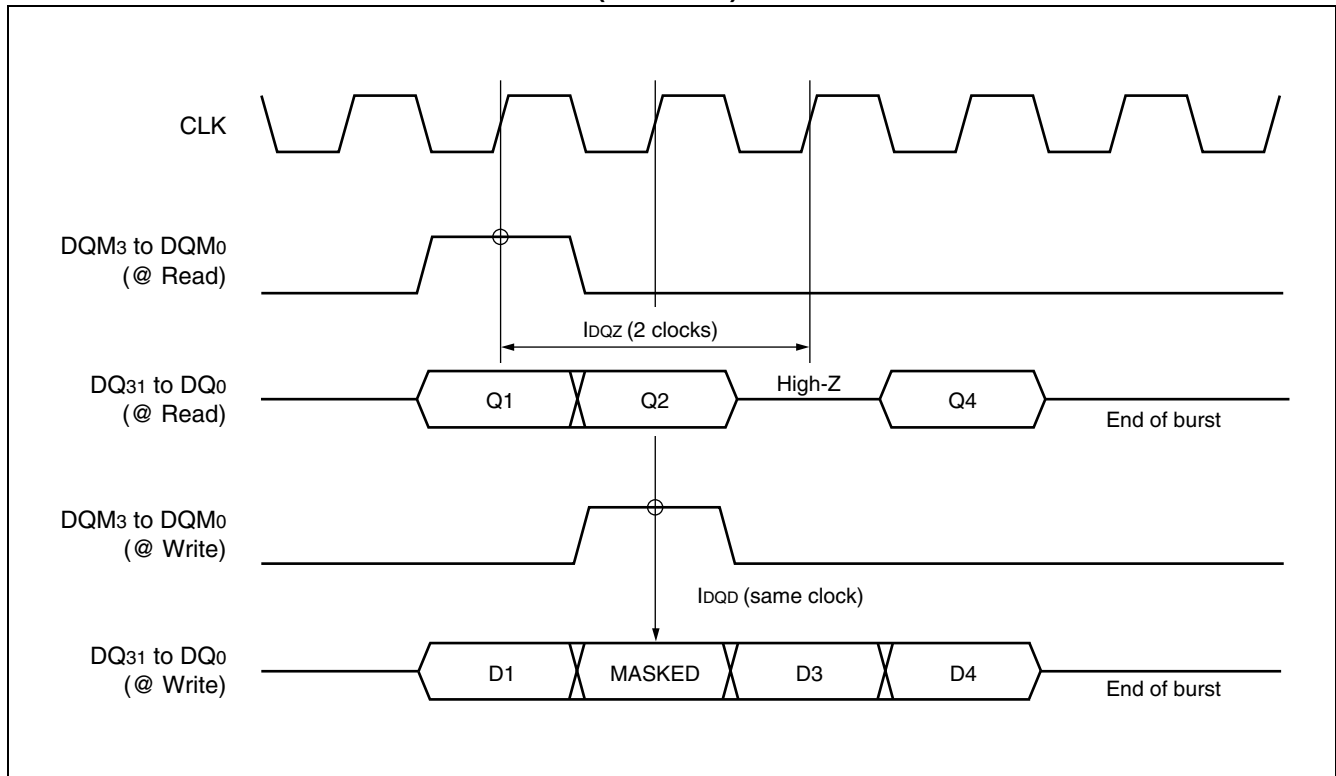 CLK
DQM3 to DQM0
(@ Read)
IDQZ (2 clocks)
DQ31 to DQ0
(@ Read)
Q1
Q2
High-Z
Q4
End of burst
DQM3 to DQM0
(@ Write)
IDQD (same clock)
DQ31 to DQ0
(@ Write)
D1
MASKED
D3
D4
End of burst